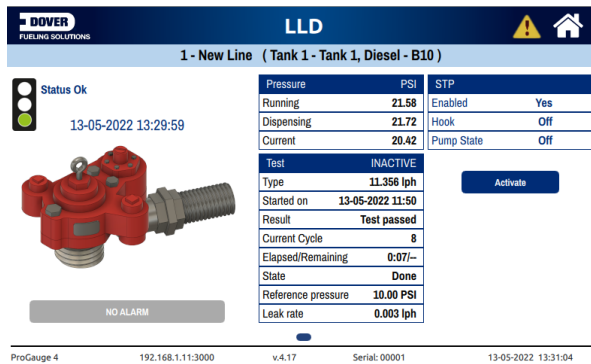 DOVER
FUELING SOLUTIONS
LLD
1 - New Line ( Tank 1 - Tank 1, Diesel - B10 )
Status Ok
13-05-2022 13:29:59
NO ALARM
Pressure PSI
Running 21.58
Dispensing 21.72
Current 20.42
Test INACTIVE
Type 11.356 lph
Started on 13-05-2022 11:50
Result Test passed
Current Cycle 8
Elapsed/Remaining 0:07/--
State Done
Reference pressure 10.00 PSI
Leak rate 0.003 lph
STP
Enabled Yes
Hook Off
Pump State Off
Activate
ProGauge 4 192.168.1.11:3000 v.4.17 Serial: 00001 13-05-2022 13:31:04